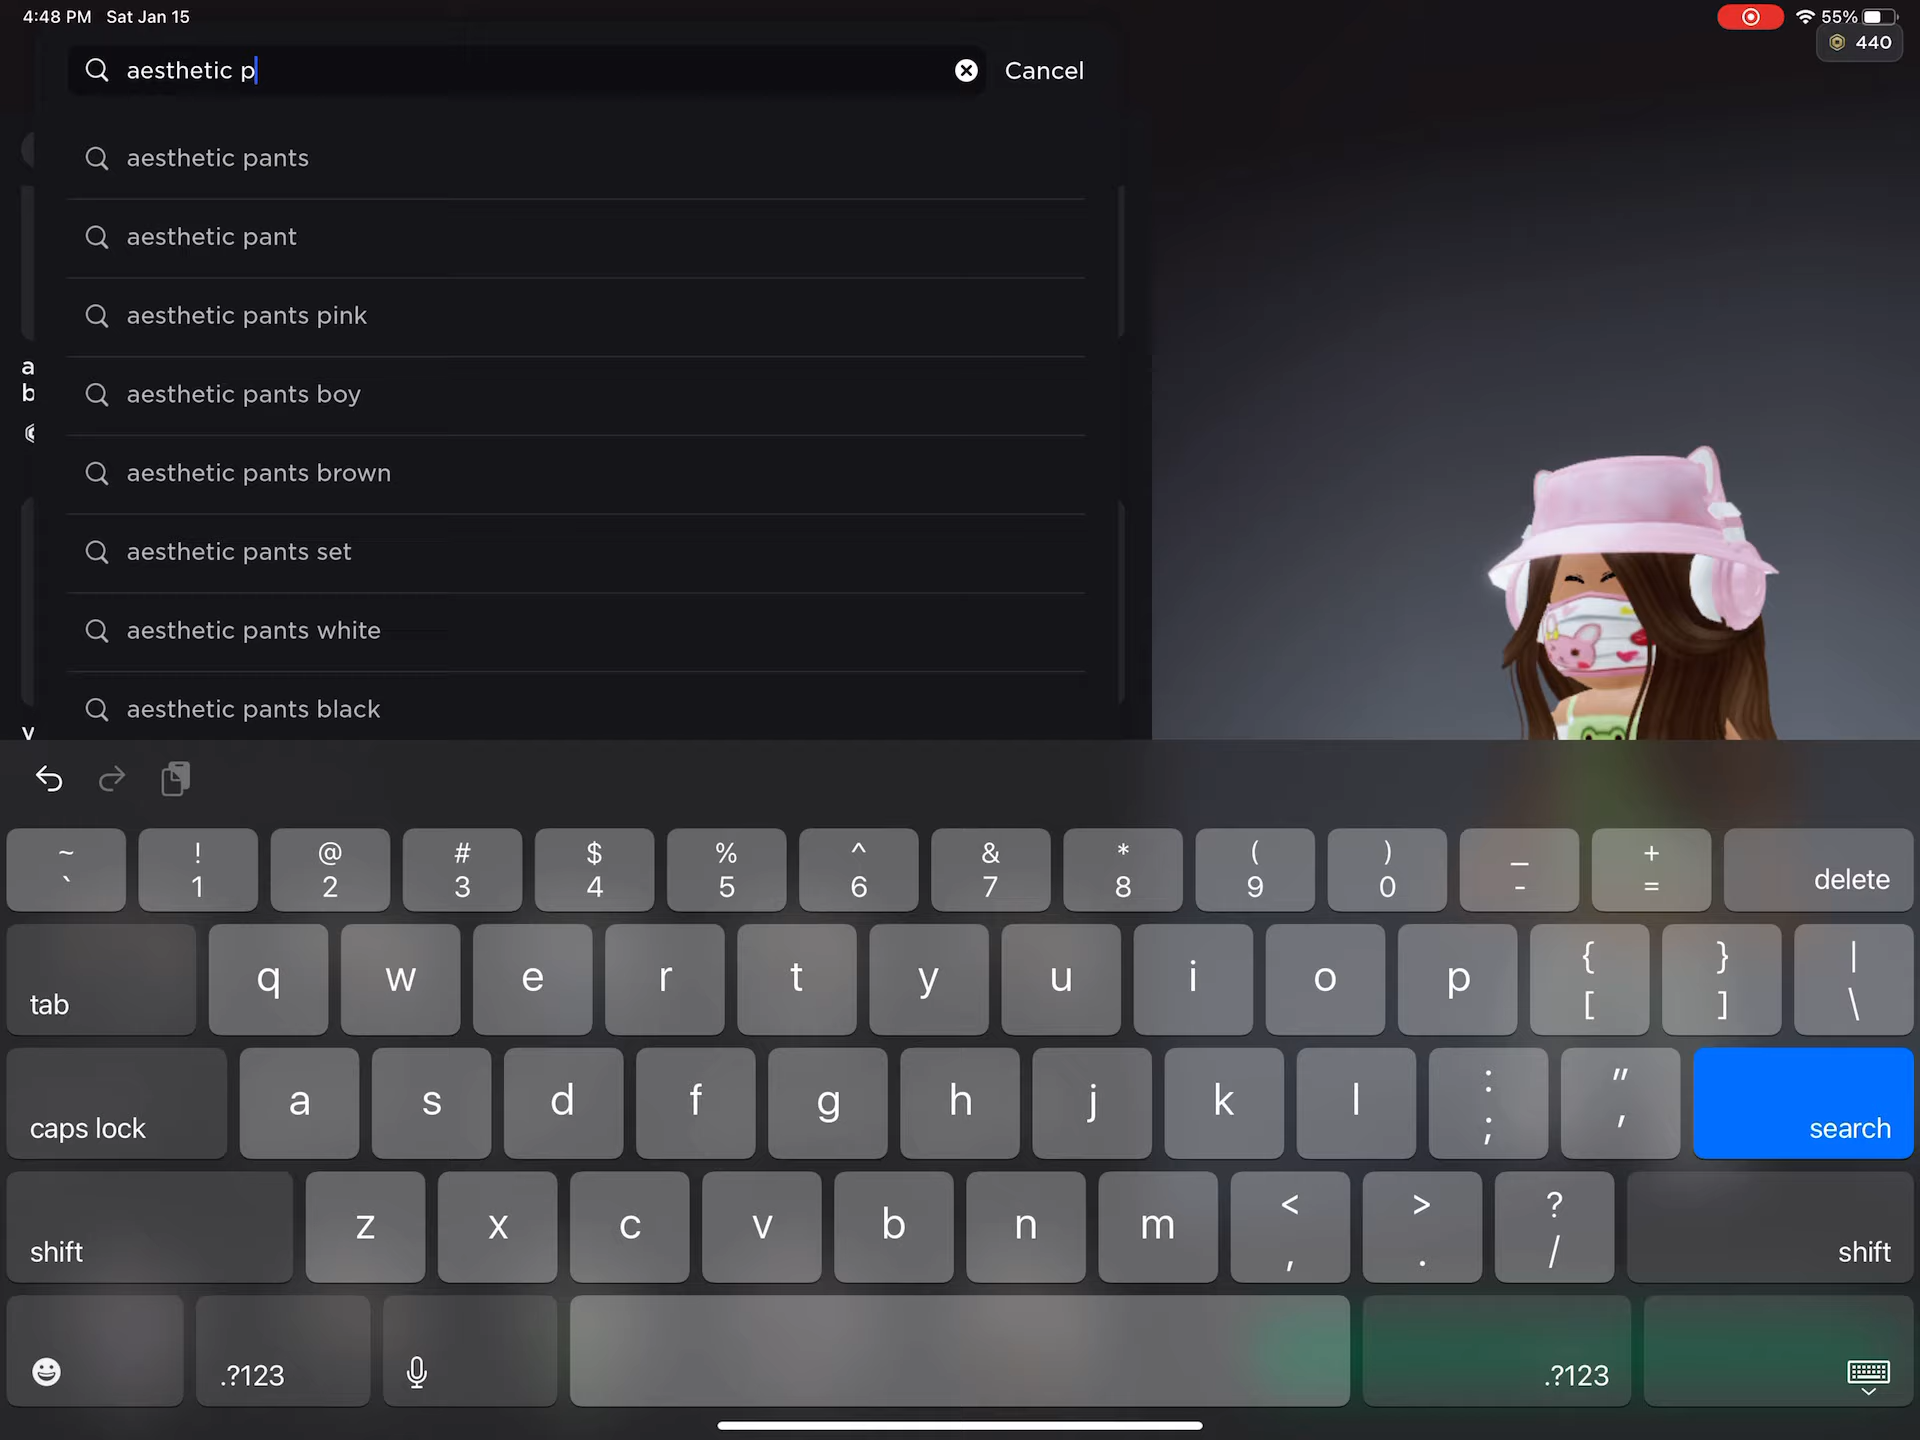 4:48 PM Sat Jan 15
55%
440
aesthetic p
Cancel
aesthetic pants
aesthetic pant
aesthetic pants pink
a
aesthetic pants boy
b
aesthetic pants brown
aesthetic pants set
aesthetic pants white
aesthetic pants black
v
~ ! @ # $ % ^ & * ( ) _ +
` 1 2 3 4 5 6 7 8 9 0 - = delete
tab q w e r t y u i o p { [ } ] | \
caps lock a s d f g h j k l : ; " ' search
shift z x c v b n m < , > . ? / shift
.?123 .?123